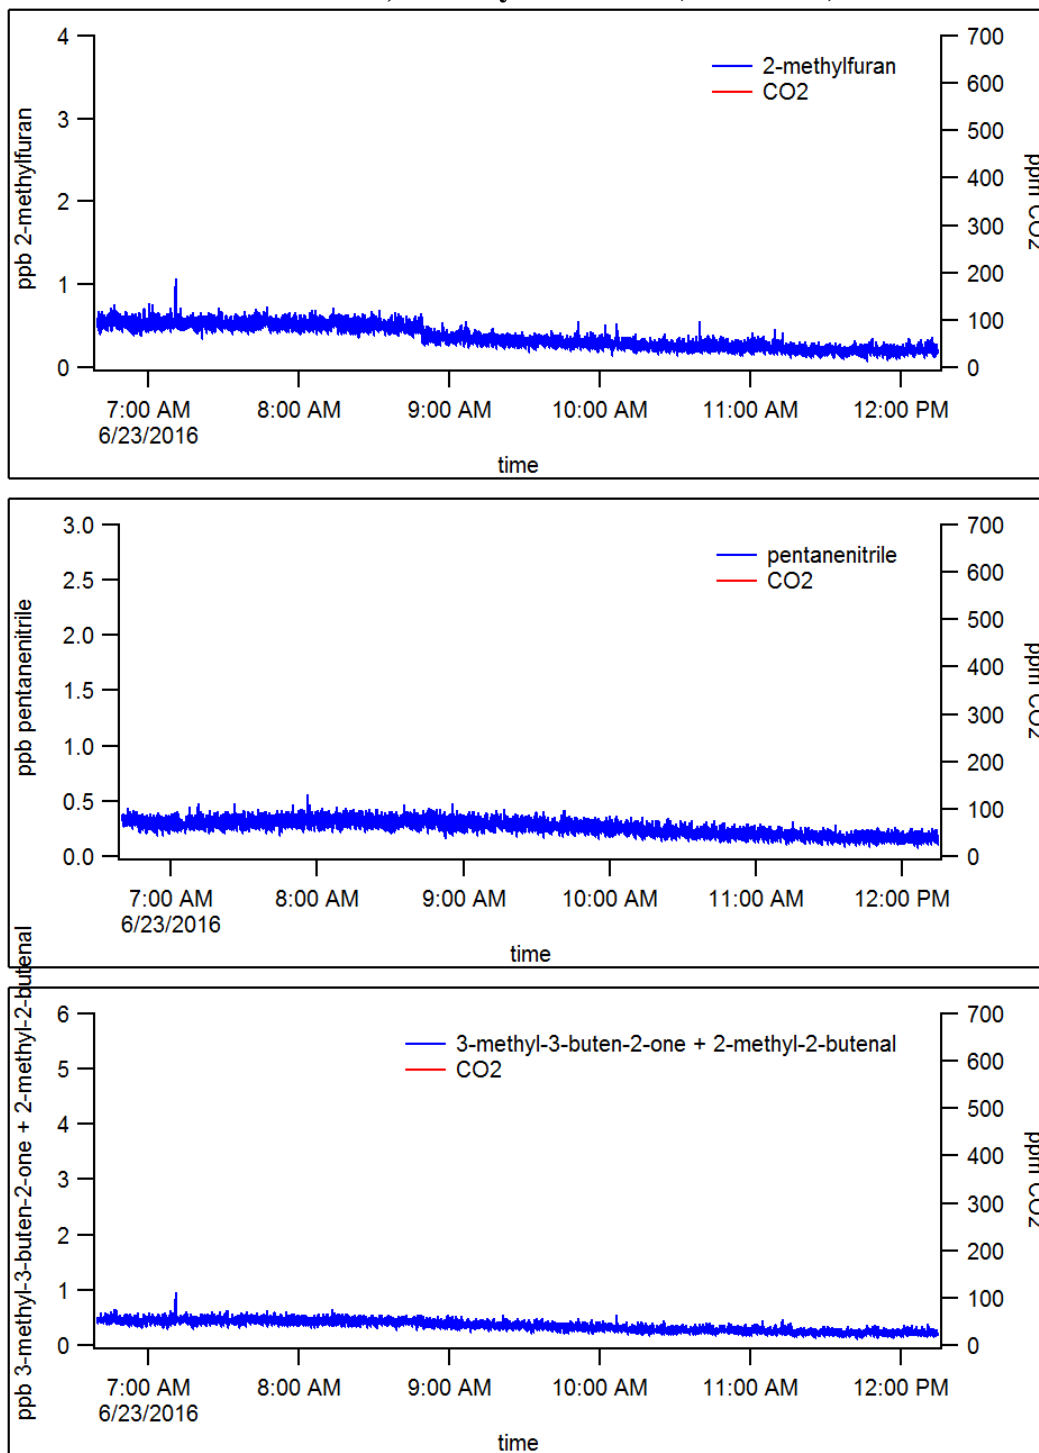 4
3
2
1
0
ppb 2-methylfuran
2-methylfuran
CO2
700
600
500
400
300
200
100
0
ppm CO2
7:00 AM
8:00 AM
9:00 AM
10:00 AM
11:00 AM
12:00 PM
6/23/2016
time
3.0
2.5
2.0
1.5
1.0
0.5
0.0
ppb pentanenitrile
pentanenitrile
CO2
700
600
500
400
300
200
100
0
ppm CO2
7:00 AM
8:00 AM
9:00 AM
10:00 AM
11:00 AM
12:00 PM
6/23/2016
time
6
5
4
3
2
1
0
ppb 3-methyl-3-buten-2-one + 2-methyl-2-butenal
3-methyl-3-buten-2-one + 2-methyl-2-butenal
CO2
700
600
500
400
300
200
100
0
ppm CO2
7:00 AM
8:00 AM
9:00 AM
10:00 AM
11:00 AM
12:00 PM
6/23/2016
time